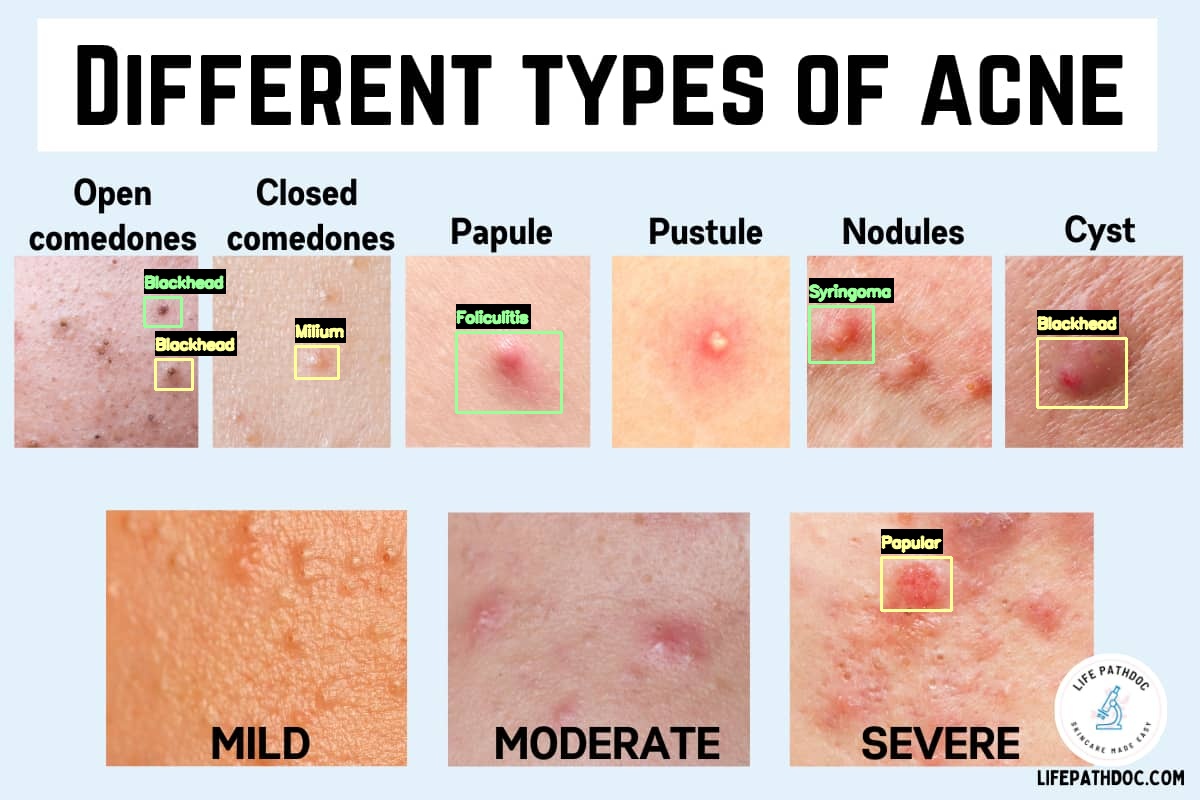 DIFFERENT TYPES OF ACNE
Open
comedones
Closed
comedones
Papule
Pustule
Nodules
Cyst
Blackhead
Blackhead
Milium
Foliculitis
Syringoma
Blackhead
Papular
MILD
MODERATE
SEVERE
LIFE PATHDOC
SKINCARE MADE EASY
LIFEPATHDOC.COM